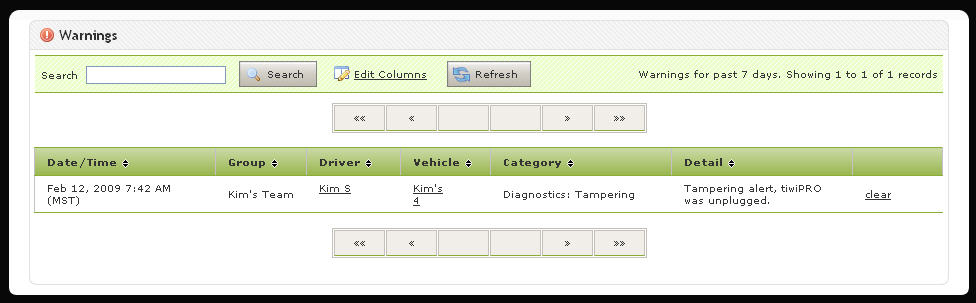 Warnings
Search Search Edit Columns Refresh Warnings for past 7 days. Showing 1 to 1 of 1 records
«« « » »»
Date/Time Group Driver Vehicle Category Detail
Feb 12, 2009 7:42 AM Kim's Team Kim S Kim's Diagnostics: Tampering Tampering alert, tiwiPRO clear
(MST) 4 was unplugged.
«« « » »»